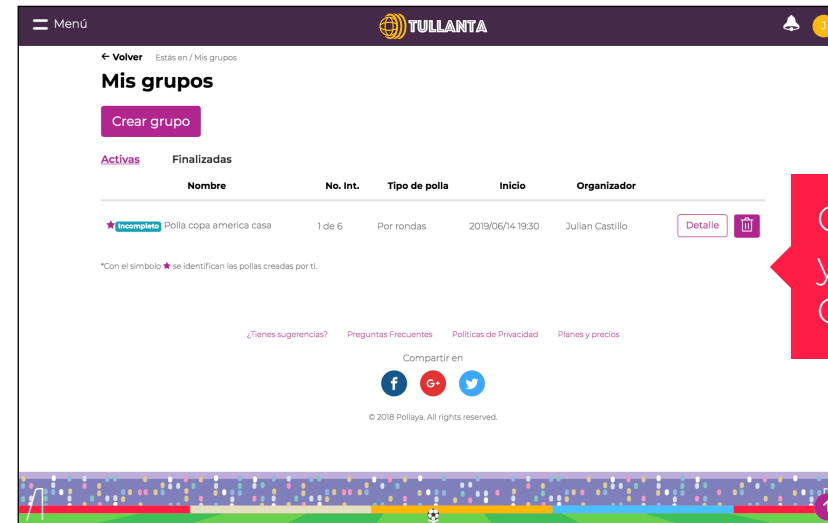 Menú
TULLANTA
J
← Volver Estás en / Mis grupos
Mis grupos
Crear grupo
Activas Finalizadas
Nombre No. Int. Tipo de polla Inicio Organizador
★ Incompleto Polla copa america casa 1 de 6 Por rondas 2019/06/14 19:30 Julian Castillo Detalle
*Con el simbolo ★ se identifican las pollas creadas por ti.
¿Tienes sugerencias? Preguntas Frecuentes Políticas de Privacidad Planes y precios
Compartir en
f G+
© 2018 Pollaya. All rights reserved.